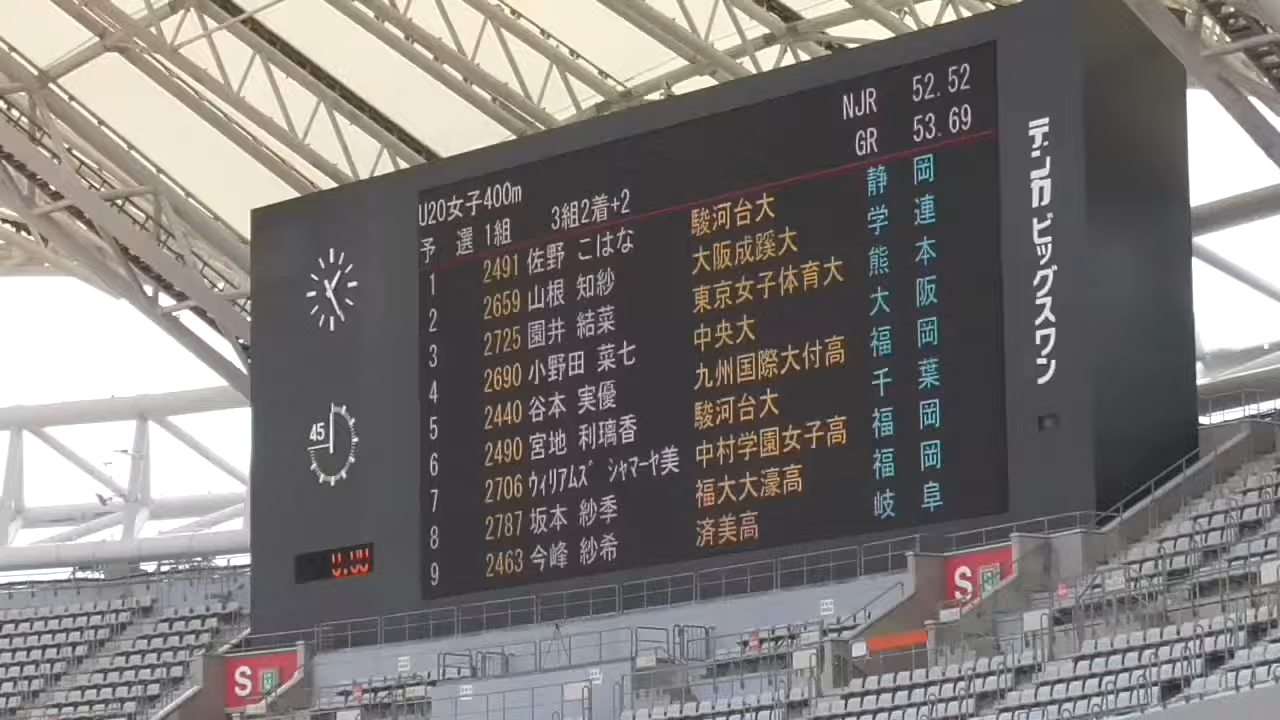 NJR 52.52
U20女子400m GR 53.69
予 選 1組 3組2着+2
1 2491 佐野 こはな 駿河台大 静 岡
2 2659 山根 知紗 大阪成蹊大 学 連
3 2725 園井 結菜 東京女子体育大 熊 本
4 2690 小野田 菜七 中央大 大 阪
5 2440 谷本 実優 九州国際大付高 福 岡
6 2490 宮地 利璃香 駿河台大 千 葉
7 2706 ウィリアムズ シャマーヤ美 中村学園女子高 福 岡
8 2787 坂本 紗季 福大大濠高 福 岡
9 2463 今峰 紗希 済美高 岐 阜
デンカビッグスワン
45
0.00
S
S